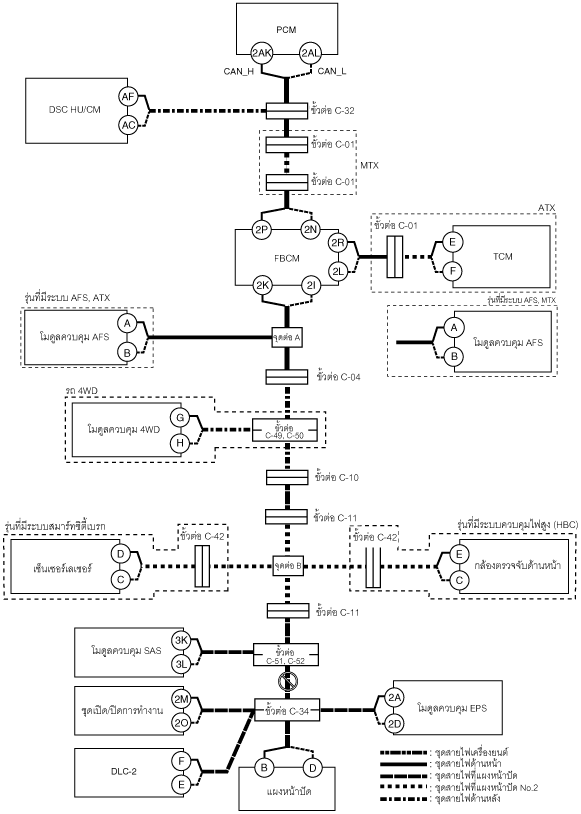 PCM
2AK
2AL
CAN_H
CAN_L
AF
DSC HU/CM
AC
ขั้วต่อ C-32
ขั้วต่อ C-01
MTX
ขั้วต่อ C-01
ATX
2P
2N
ขั้วต่อ C-01
2R
E
FBCM
TCM
2L
F
2K
2I
รุ่นที่มีระบบ AFS, ATX
รุ่นที่มีระบบ AFS, MTX
A
โมดูลควบคุม AFS
B
จุดต่อ A
A
โมดูลควบคุม AFS
B
ขั้วต่อ C-04
รถ 4WD
G
โมดูลควบคุม 4WD
H
ขั้วต่อ
C-49, C-50
ขั้วต่อ C-10
ขั้วต่อ C-11
รุ่นที่มีระบบสมาร์ทซิตี้เบรก
รุ่นที่มีระบบควบคุมไฟสูง (HBC)
ขั้วต่อ C-42
ขั้วต่อ C-42
D
เซ็นเซอร์เลเซอร์
C
จุดต่อ B
E
กล้องตรวจจับด้านหน้า
C
ขั้วต่อ C-11
3K
โมดูลควบคุม SAS
3L
ขั้วต่อ
C-51, C-52
2M
ชุดเปิด/ปิดการทำงาน
2O
ขั้วต่อ C-34
2A
โมดูลควบคุม EPS
2D
F
DLC-2
E
B
D
แผงหน้าปัด
: ชุดสายไฟเครื่องยนต์
: ชุดสายไฟด้านหน้า
: ชุดสายไฟที่แผงหน้าปัด
: ชุดสายไฟที่แผงหน้าปัด No.2
: ชุดสายไฟด้านหลัง